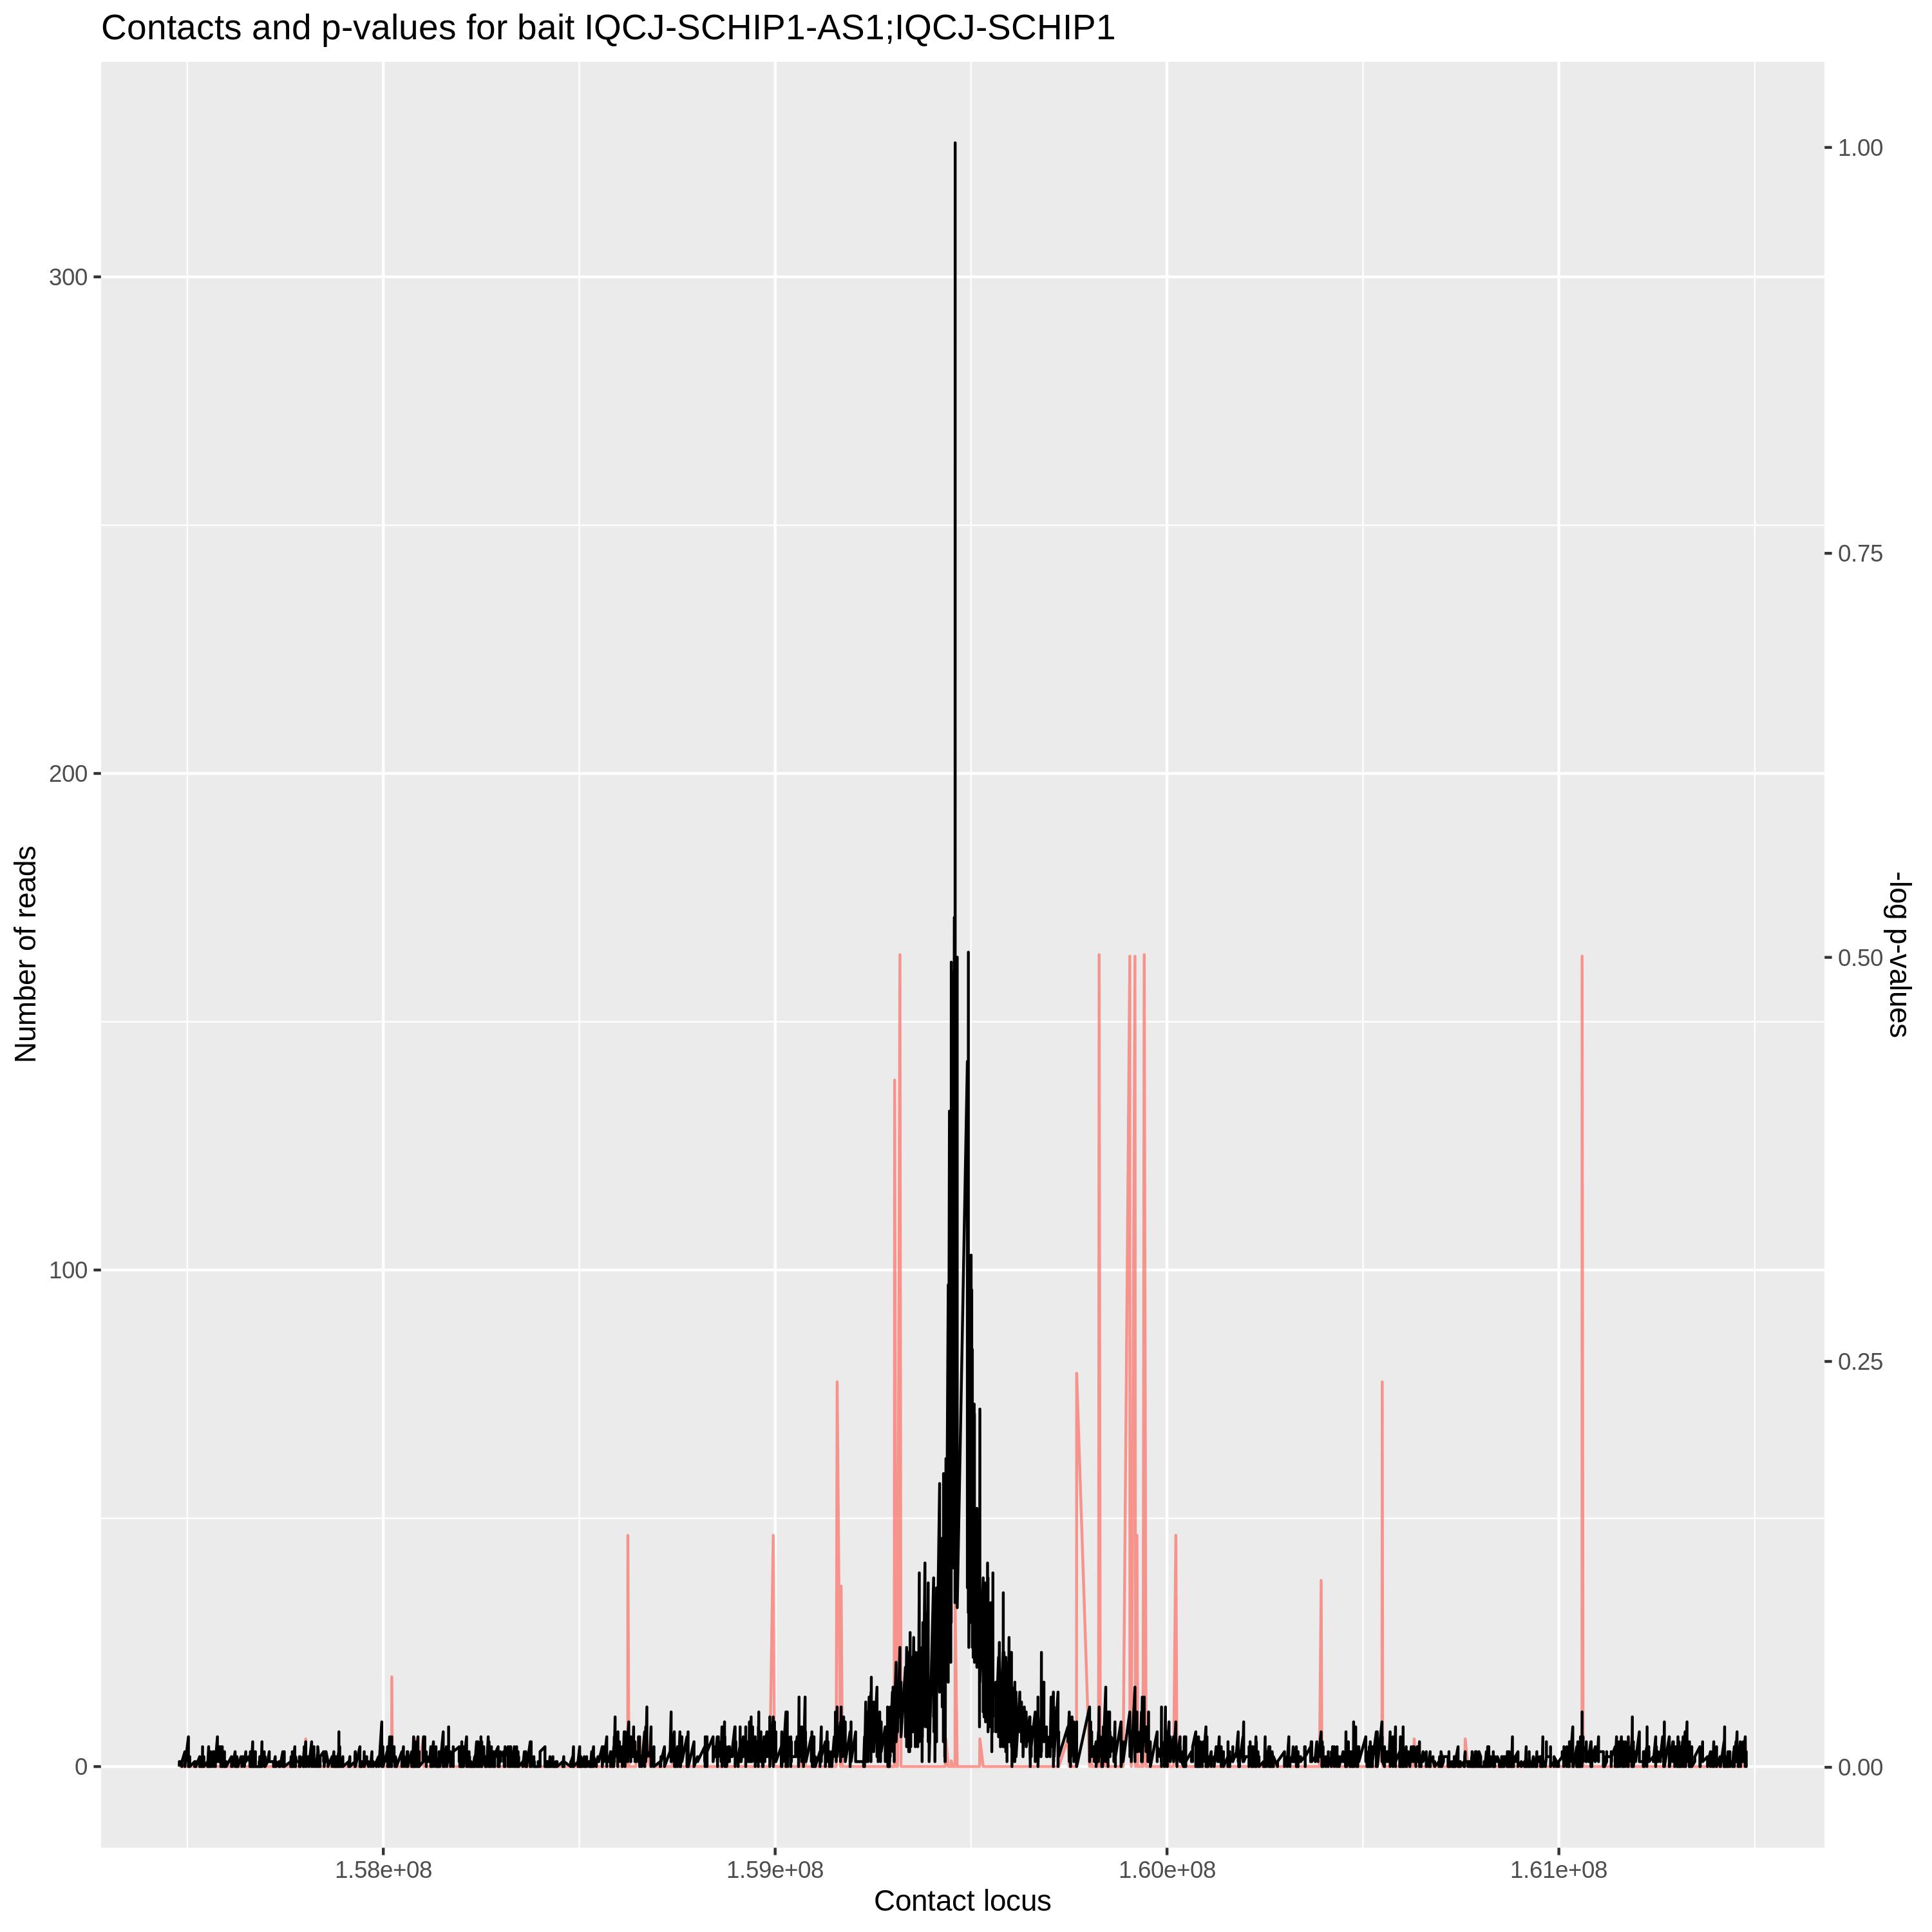 Contacts and p-values for bait IQCJ-SCHIP1-AS1;IQCJ-SCHIP1
Number of reads
300
200
100
0
1.00
0.75
0.50
0.25
0.00
-log p-values
1.58e+08
1.59e+08
1.60e+08
1.61e+08
Contact locus